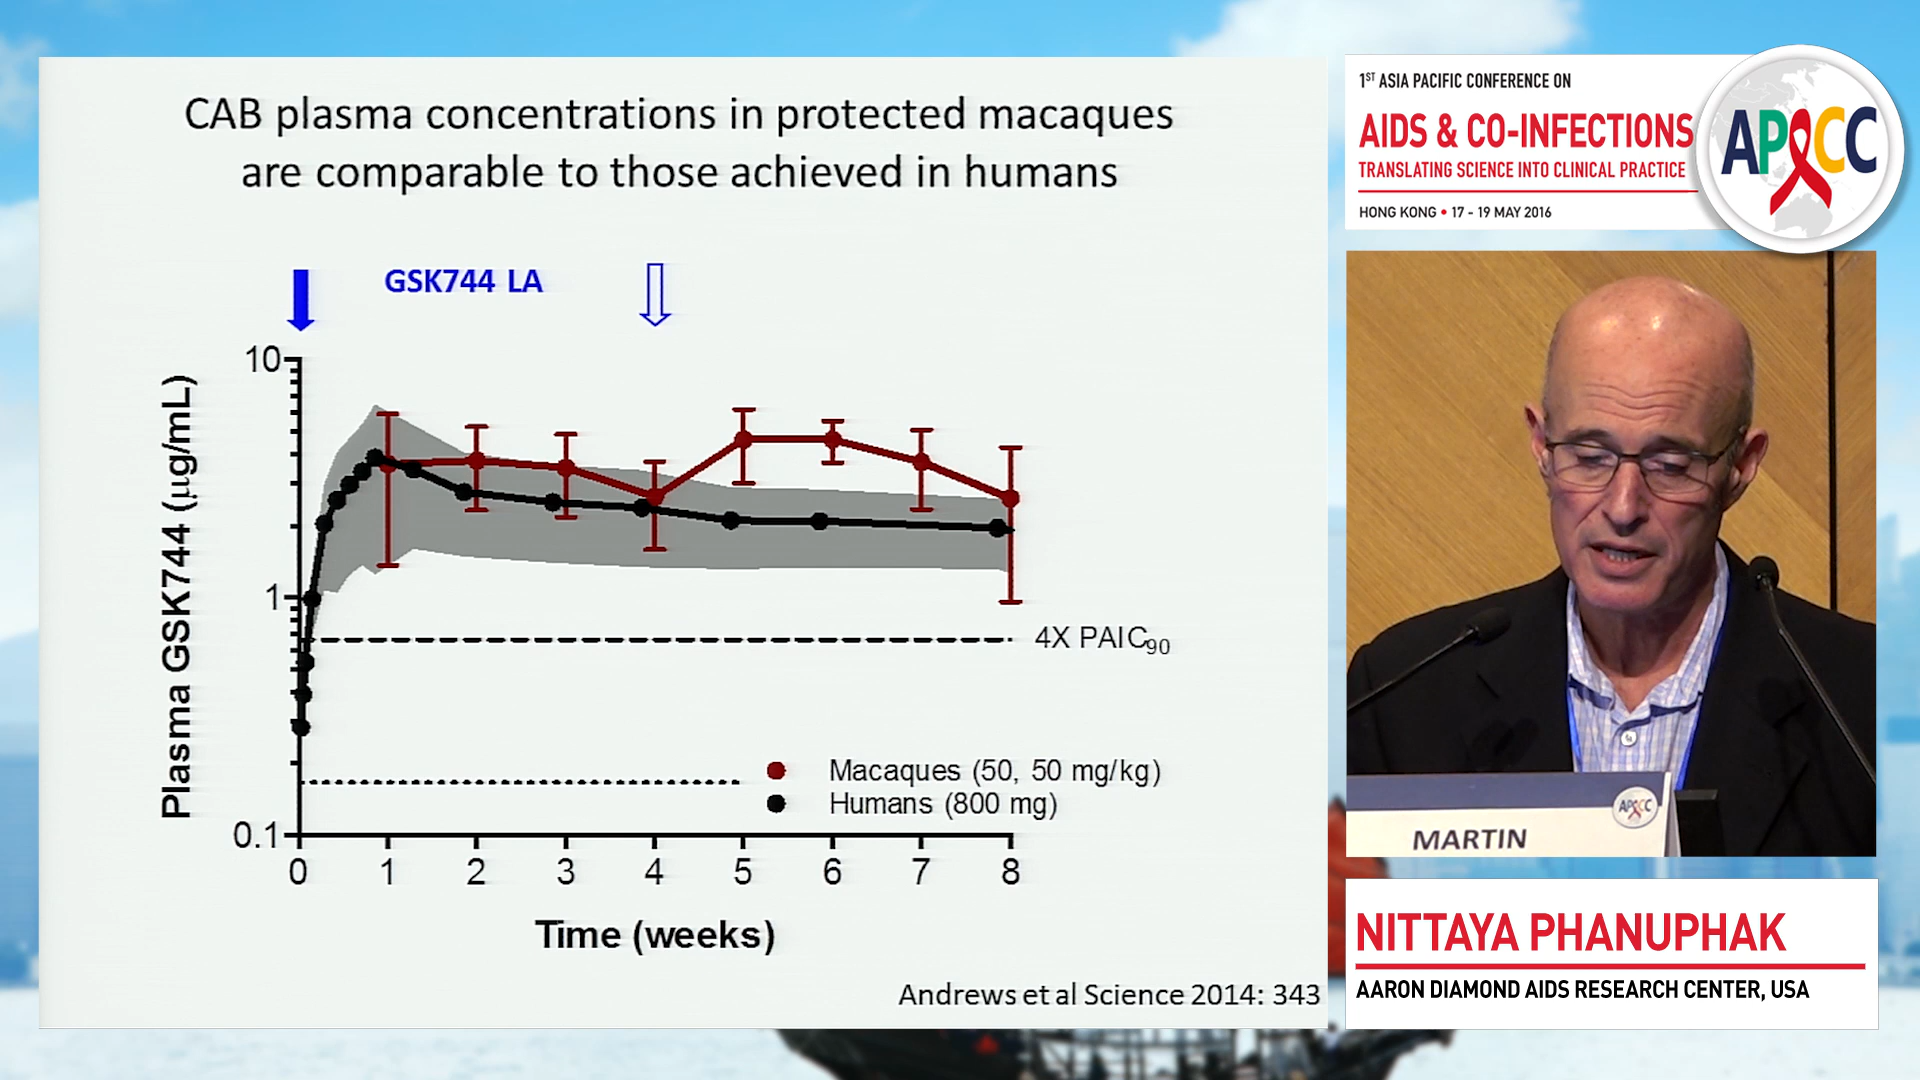 CAB plasma concentrations in protected macaques
are comparable to those achieved in humans
GSK744 LA
Plasma GSK744 (µg/mL)
10
1
0.1
4X PAIC90
Macaques (50, 50 mg/kg)
Humans (800 mg)
0 1 2 3 4 5 6 7 8
Time (weeks)
Andrews et al Science 2014: 343
1ST ASIA PACIFIC CONFERENCE ON
AIDS & CO-INFECTIONS
TRANSLATING SCIENCE INTO CLINICAL PRACTICE
HONG KONG • 17 - 19 MAY 2016
APACC
APACC
MARTIN
NITTAYA PHANUPHAK
AARON DIAMOND AIDS RESEARCH CENTER, USA